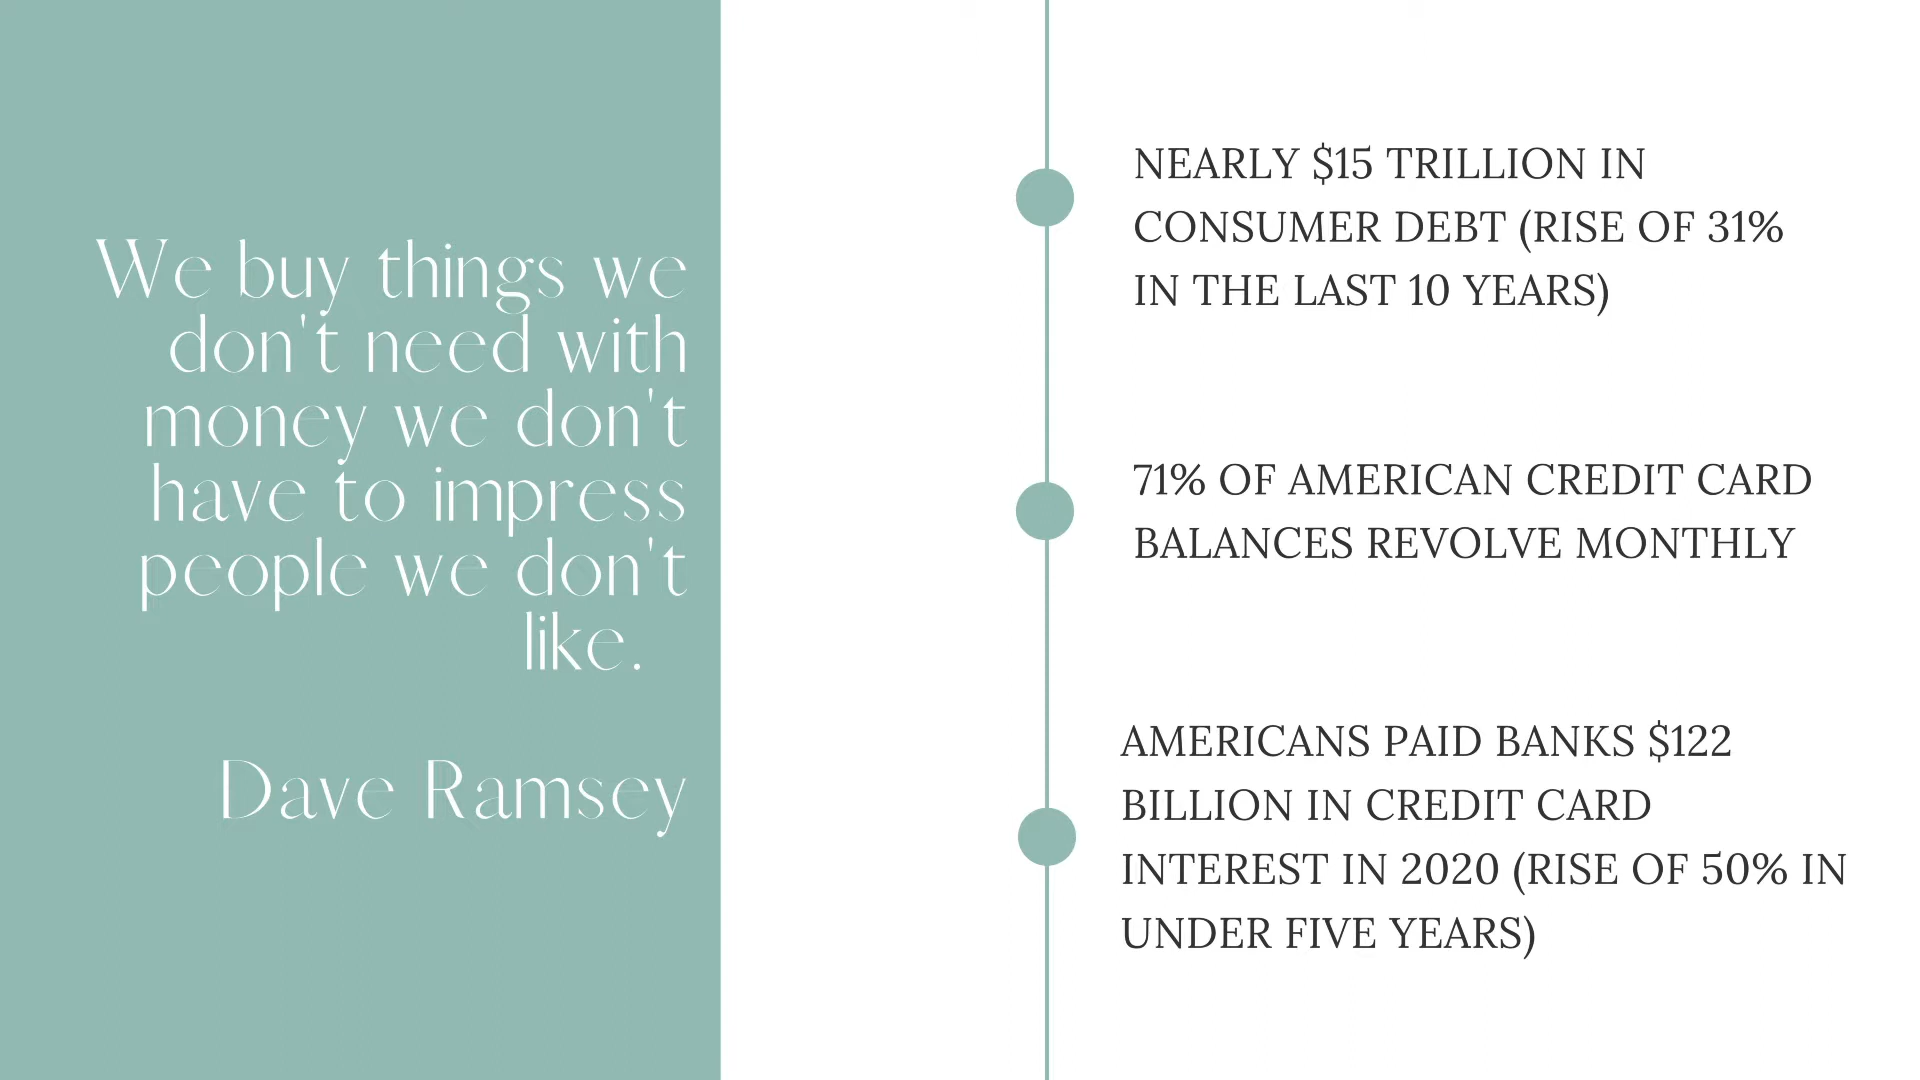 We buy things we
don't need with
money we don't
have to impress
people we don't
like.
Dave Ramsey
NEARLY $15 TRILLION IN
CONSUMER DEBT (RISE OF 31%
IN THE LAST 10 YEARS)
71% OF AMERICAN CREDIT CARD
BALANCES REVOLVE MONTHLY
AMERICANS PAID BANKS $122
BILLION IN CREDIT CARD
INTEREST IN 2020 (RISE OF 50% IN
UNDER FIVE YEARS)